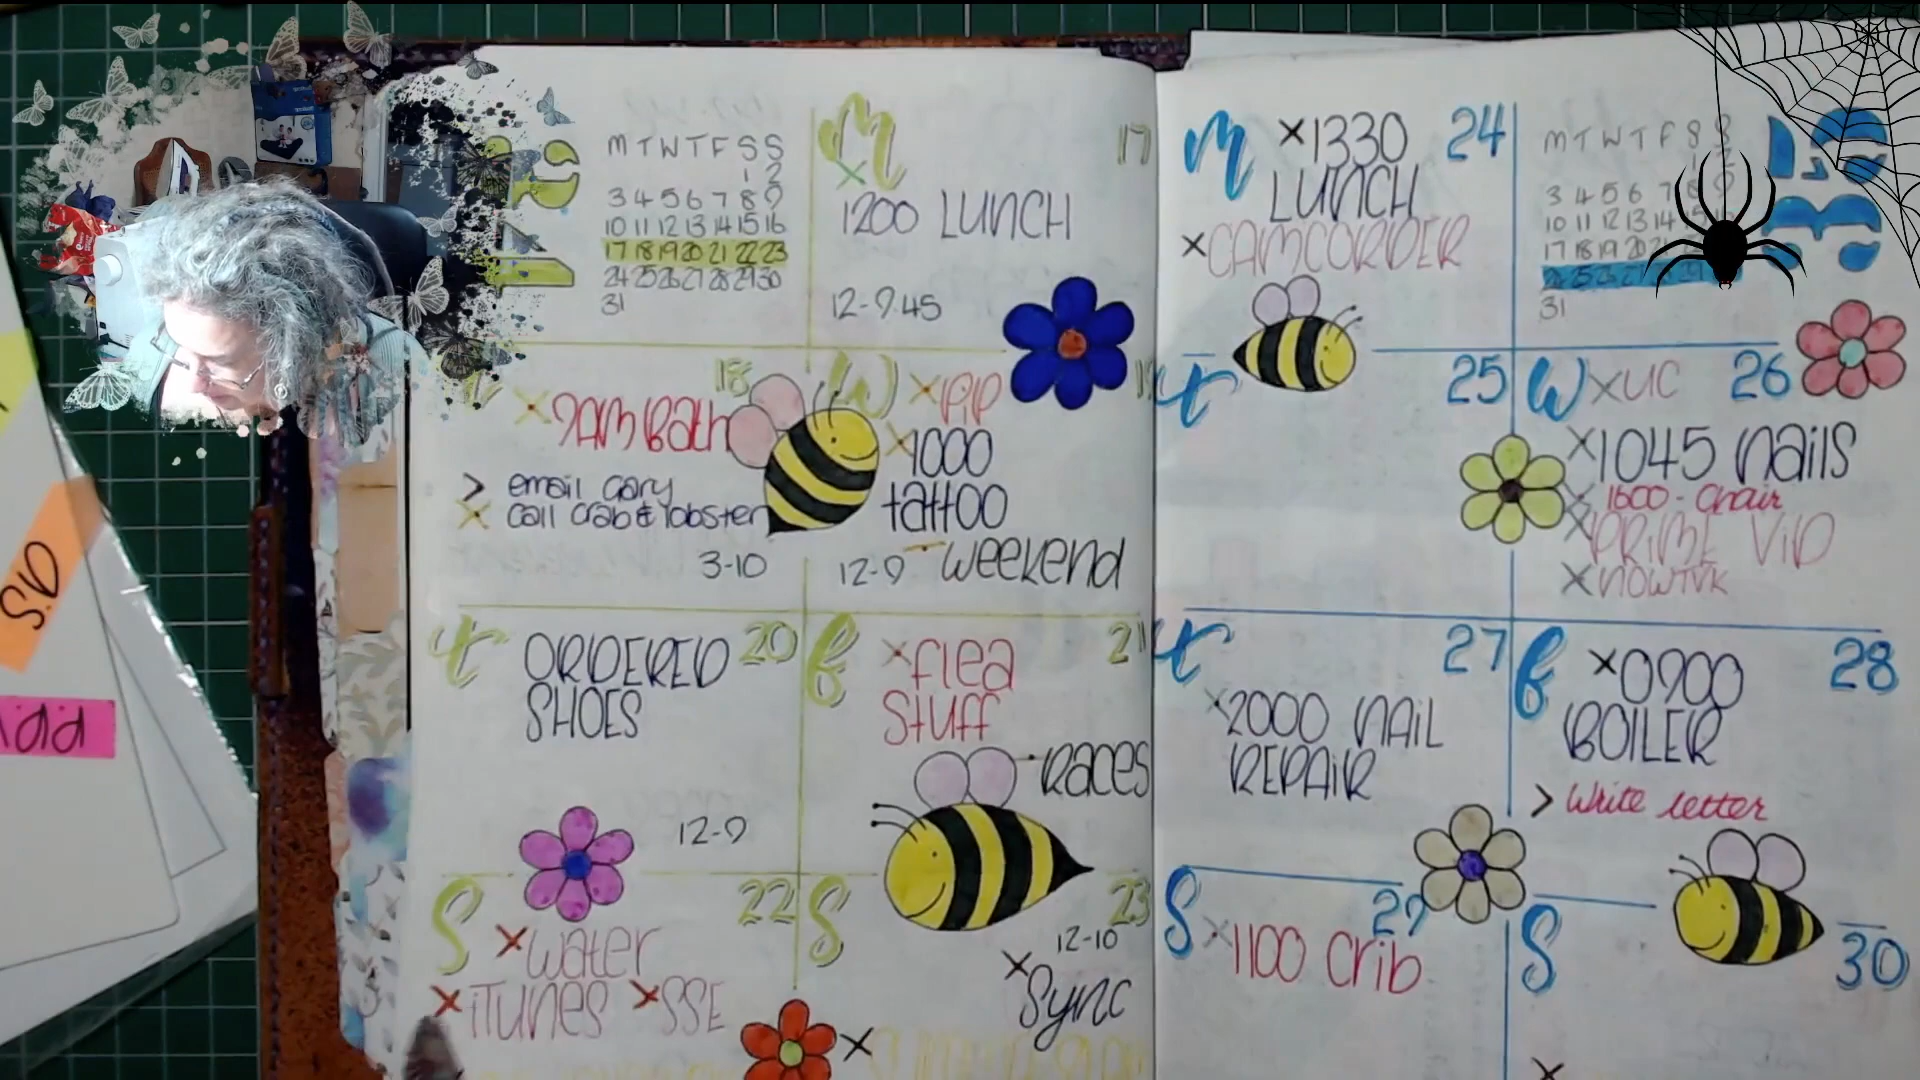 M T W T F S S
1 2
3 4 5 6 7 8 9
10 11 12 13 14 15 16
17 18 19 20 21 22 23
24 25 26 27 28 29 30
31
M 17
× 1200 LUNCH
12-9.45
18
× 9AM Bath
> email Gary
× call crab & lobster
3-10
W 19
× PIP
× 1000
tattoo
- weekend
12-9
t 20
ORDERED
SHOES
12-9
f 21
× flea
Stuff
- RACES
S 22
× water
× iTunes × SSE
S 23
12-10
× Sync
M 24
× 1330
LUNCH
× CAMCORDER
M T W T F S S
3 4 5 6 7
10 11 12 13 14
17 18 19 20 21
31
t 25
W 26
× UC
× 1045 nails
× 1600 - Chair
× PRIME ViD
× NOWTVK
t 27
× 2000 NAIL
REPAIR
f 28
× 0900
BOILER
> Write letter
S 29
× 1100 Crib
S 30
S.D